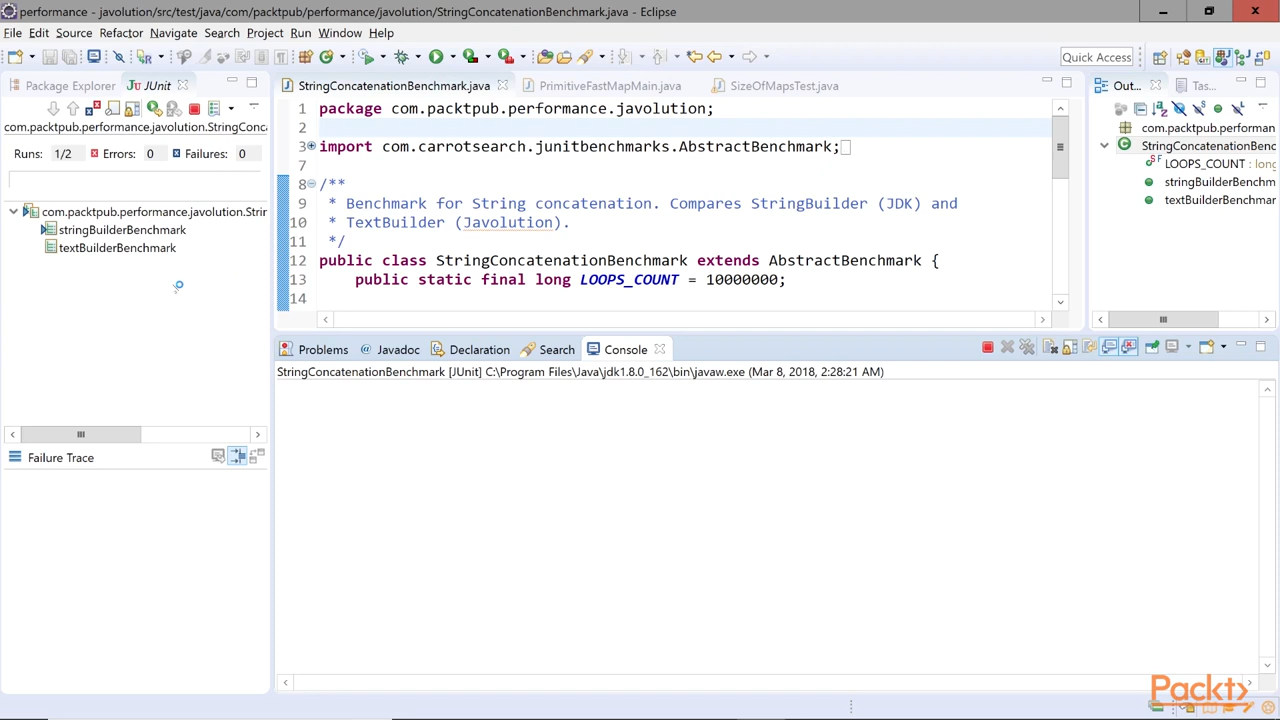 performance - javolution/src/test/java/com/packtpub/performance/javolution/StringConcatenationBenchmark.java - Eclipse
File Edit Source Refactor Navigate Search Project Run Window Help
Quick Access
Package Explorer JUnit
StringConcatenationBenchmark.java PrimitiveFastMapMain.java SizeOfMapsTest.java
Out... Tas...
com.packtpub.performance.javolution.StringConca
Runs: 1/2 Errors: 0 Failures: 0
com.packtpub.performance.javolution.Strin
stringBuilderBenchmark
textBuilderBenchmark
1 package com.packtpub.performance.javolution;
2
3 import com.carrotsearch.junitbenchmarks.AbstractBenchmark;
7
8 /**
9 * Benchmark for String concatenation. Compares StringBuilder (JDK) and
10 * TextBuilder (Javolution).
11 */
12 public class StringConcatenationBenchmark extends AbstractBenchmark {
13 public static final long LOOPS_COUNT = 10000000;
14
com.packtpub.performan
StringConcatenationBenc
S F LOOPS_COUNT : long
stringBuilderBenchm
textBuilderBenchmar
Problems @ Javadoc Declaration Search Console
StringConcatenationBenchmark [JUnit] C:\Program Files\Java\jdk1.8.0_162\bin\javaw.exe (Mar 8, 2018, 2:28:21 AM)
Failure Trace
Packt